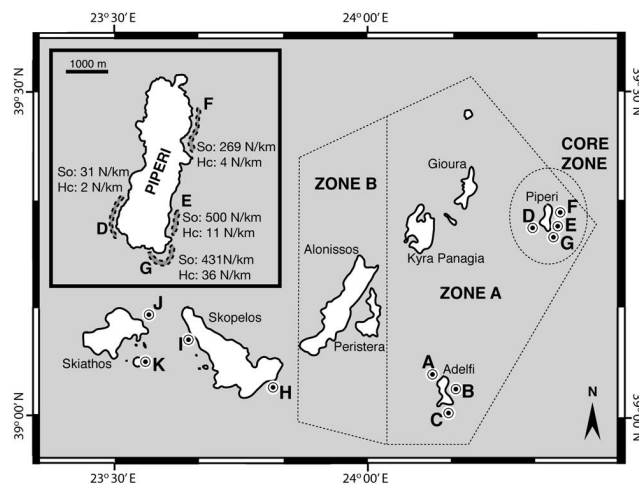 23° 30' E
24° 00' E
39° 30' N
39° 30' N
1000 m
F
So: 269 N/km
Hc: 4 N/km
PIPERI
So: 31 N/km
Hc: 2 N/km
E
So: 500 N/km
Hc: 11 N/km
D
G
So: 431N/km
Hc: 36 N/km
ZONE B
Gioura
CORE
ZONE
Piperi
F
D
E
G
Kyra Panagia
Alonissos
ZONE A
Peristera
J
Skopelos
I
Skiathos
K
H
A
Adelfi
B
C
N
39° 00' N
39° 00' N
23° 30' E
24° 00' E